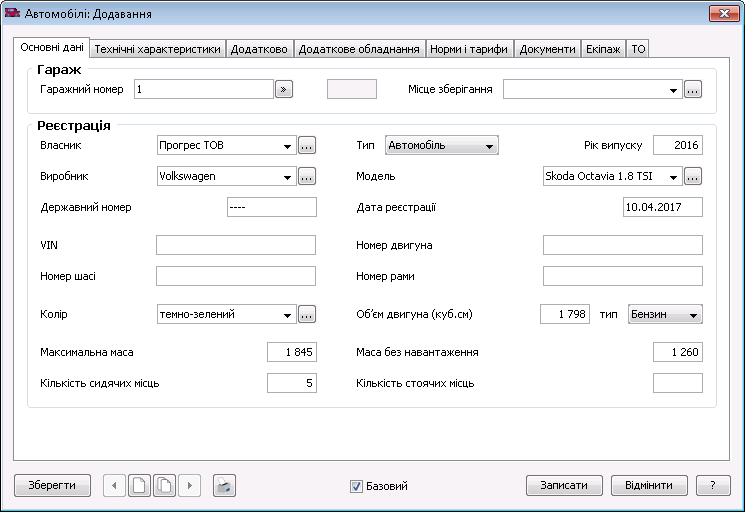 Автомобілі: Додавання
Основні дані Технічні характеристики Додатково Додаткове обладнання Норми і тарифи Документи Екіпаж ТО
Гараж
Гаражний номер 1 » Місце зберігання ...
Реєстрація
Власник Прогрес ТОВ ... Тип Автомобіль Рік випуску 2016
Виробник Volkswagen ... Модель Skoda Octavia 1.8 TSI ...
Державний номер ---- Дата реєстрації 10.04.2017
VIN Номер двигуна
Номер шасі Номер рами
Колір темно-зелений ... Об'єм двигуна (куб.см) 1 798 тип Бензин
Максимальна маса 1 845 Маса без навантаження 1 260
Кількість сидячих місць 5 Кількість стоячих місць
Зберегти Базовий Записати Відмінити ?